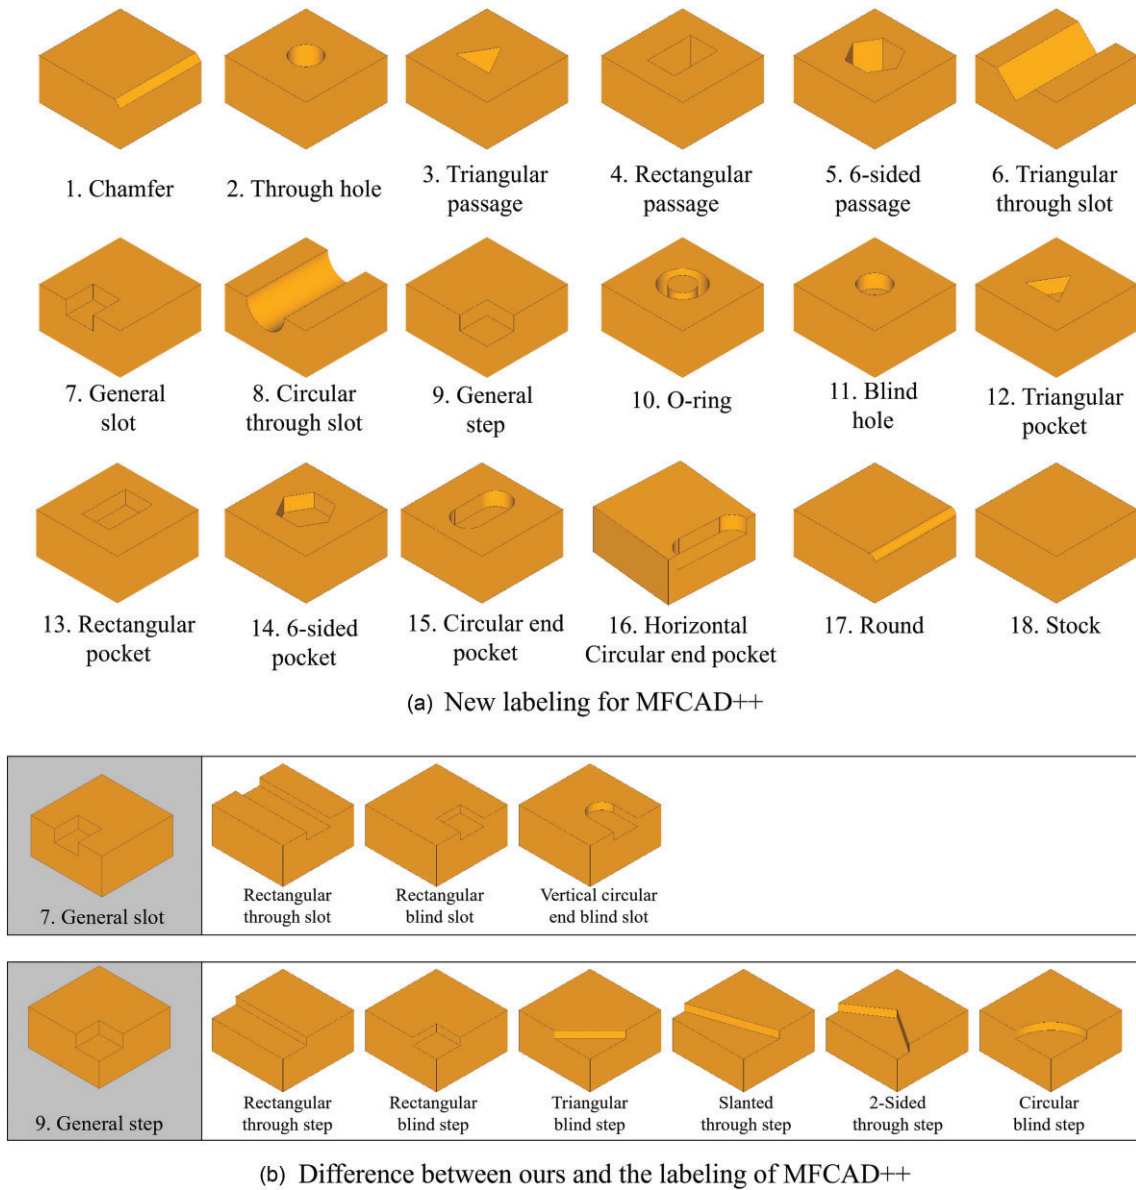 1. Chamfer
2. Through hole
3. Triangular
passage
4. Rectangular
passage
5. 6-sided
passage
6. Triangular
through slot
7. General
slot
8. Circular
through slot
9. General
step
10. O-ring
11. Blind
hole
12. Triangular
pocket
13. Rectangular
pocket
14. 6-sided
pocket
15. Circular end
pocket
16. Horizontal
Circular end pocket
17. Round
18. Stock
(a) New labeling for MFCAD++
7. General slot
Rectangular
through slot
Rectangular
blind slot
Vertical circular
end blind slot
9. General step
Rectangular
through step
Rectangular
blind step
Triangular
blind step
Slanted
through step
2-Sided
through step
Circular
blind step
(b) Difference between ours and the labeling of MFCAD++